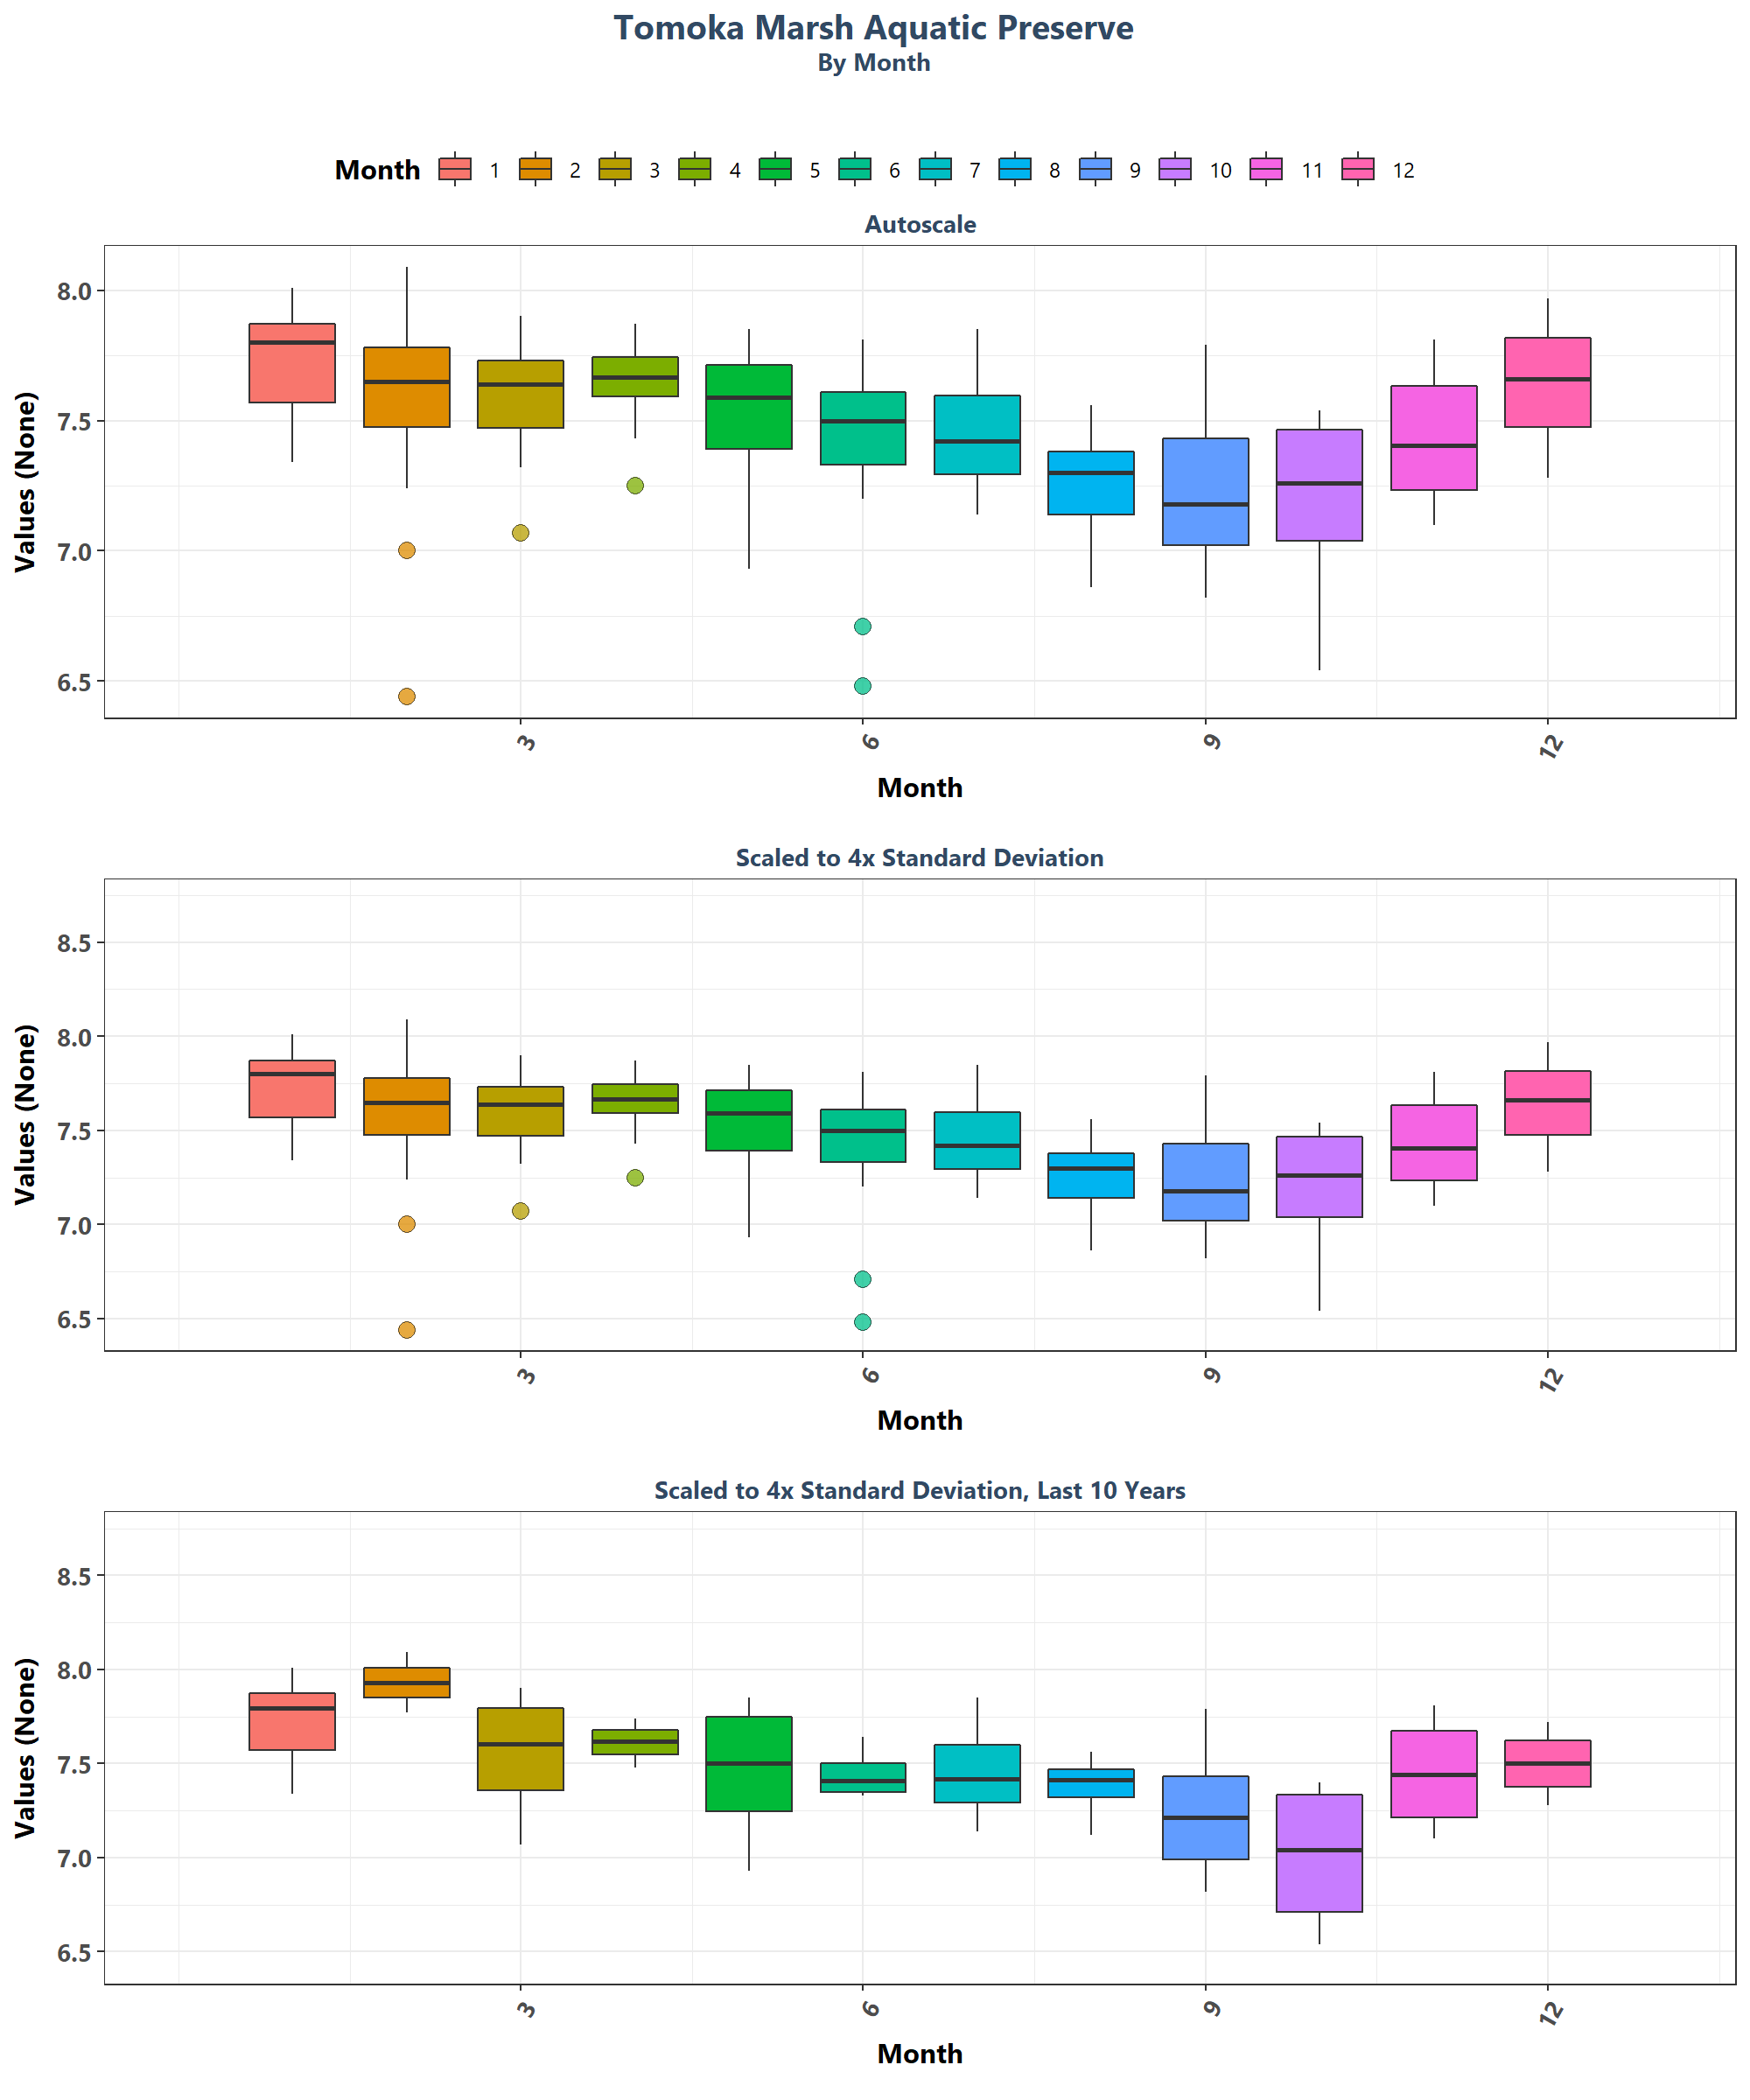 Tomoka Marsh Aquatic Preserve
By Month
Month 1 2 3 4 5 6 7 8 9 10 11 12
Autoscale
Values (None)
8.0
7.5
7.0
6.5
3 6 9 12
Month
Scaled to 4x Standard Deviation
Values (None)
8.5
8.0
7.5
7.0
6.5
3 6 9 12
Month
Scaled to 4x Standard Deviation, Last 10 Years
Values (None)
8.5
8.0
7.5
7.0
6.5
3 6 9 12
Month